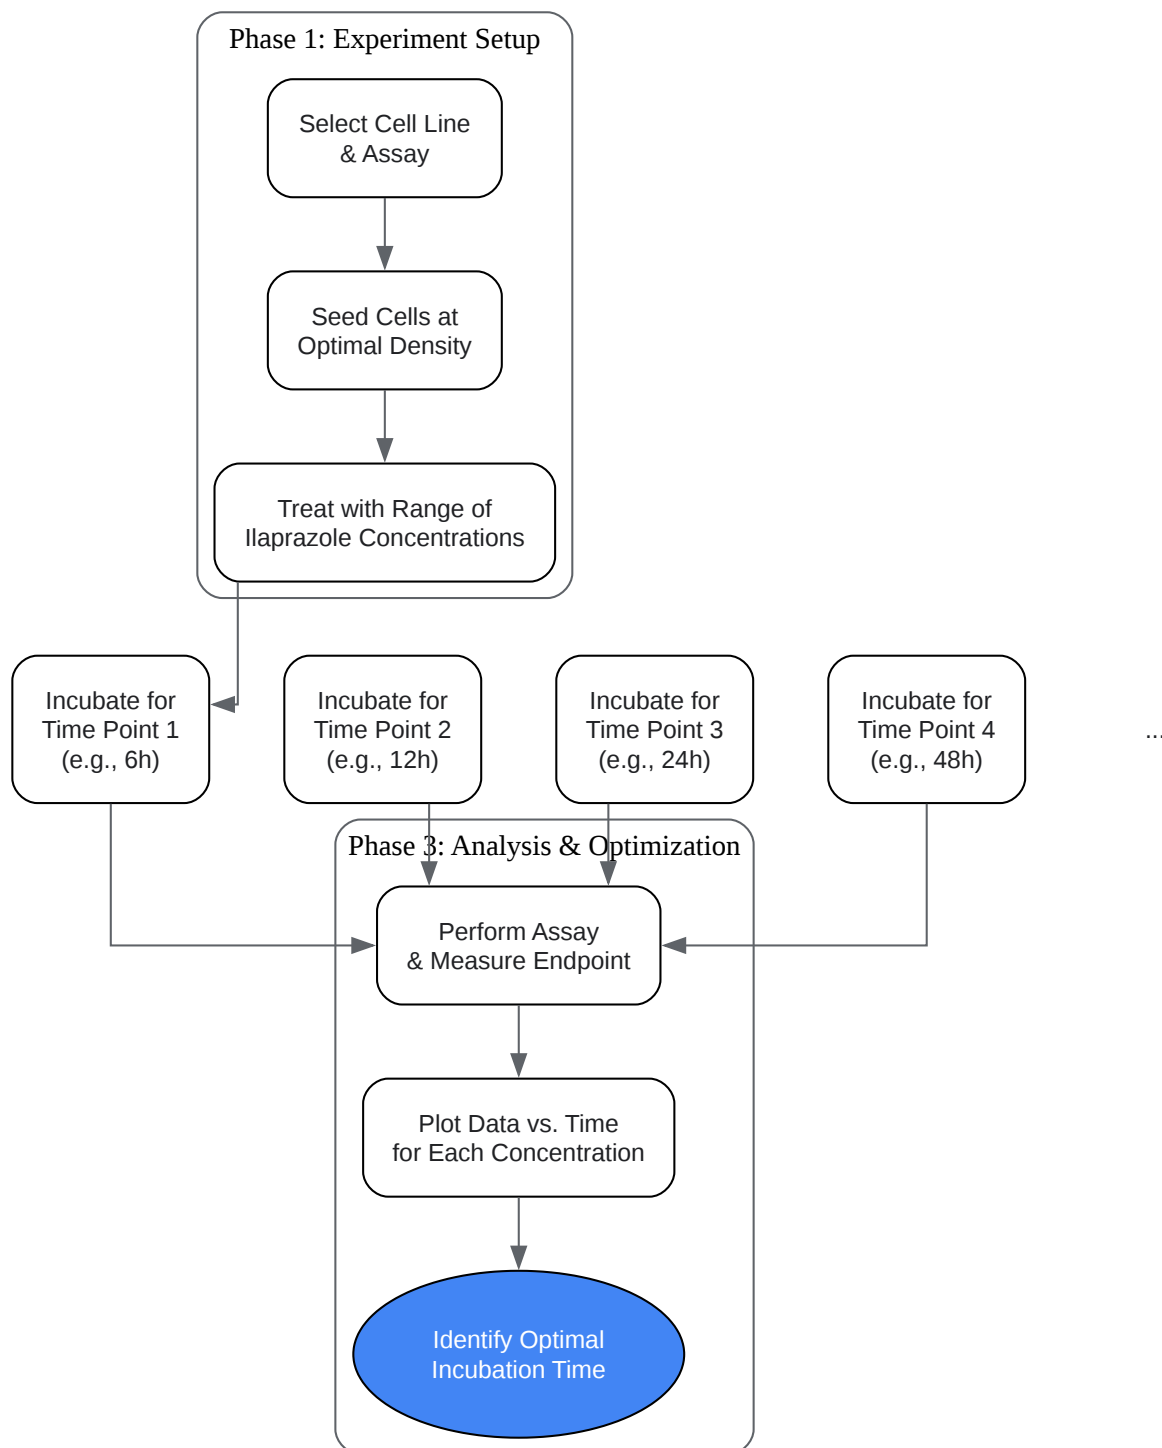 Phase 1: Experiment Setup
Select Cell Line
& Assay
Seed Cells at
Optimal Density
Treat with Range of
Ilaprazole Concentrations
Incubate for
Time Point 1
(e.g., 6h)
Incubate for
Time Point 2
(e.g., 12h)
Incubate for
Time Point 3
(e.g., 24h)
Incubate for
Time Point 4
(e.g., 48h)
...
Phase 3: Analysis & Optimization
Perform Assay
& Measure Endpoint
Plot Data vs. Time
for Each Concentration
Identify Optimal
Incubation Time